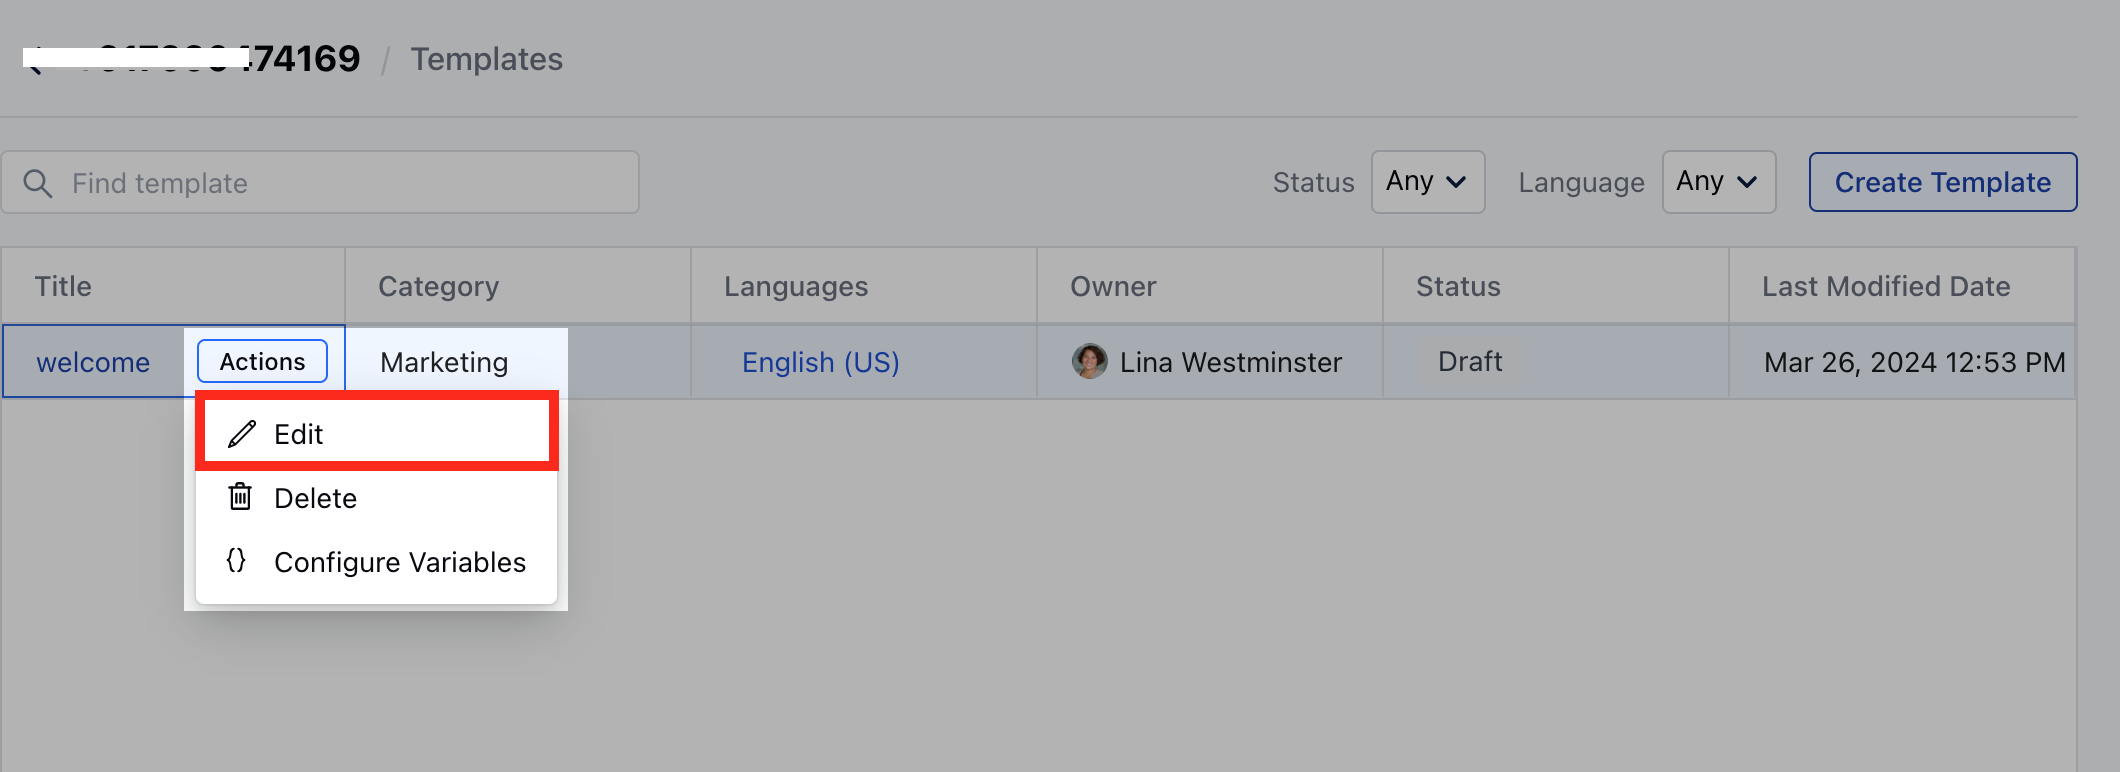 74169 / Templates
Find template
Status Any Language Any Create Template
Title Category Languages Owner Status Last Modified Date
welcome Actions Marketing English (US) Lina Westminster Draft Mar 26, 2024 12:53 PM
Edit
Delete
{} Configure Variables